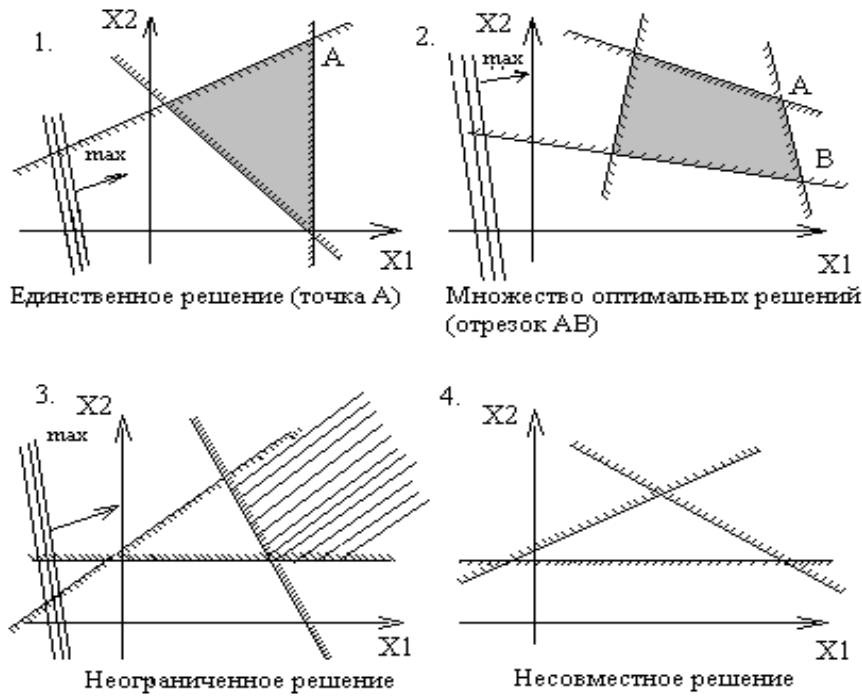 1.
X2
A
max
X1
Единственное решение (точка A)
2.
X2
max
A
B
X1
Множество оптимальных решений
(отрезок AB)
3.
X2
max
X1
Неограниченное решение
4.
X2
X1
Несовместное решение